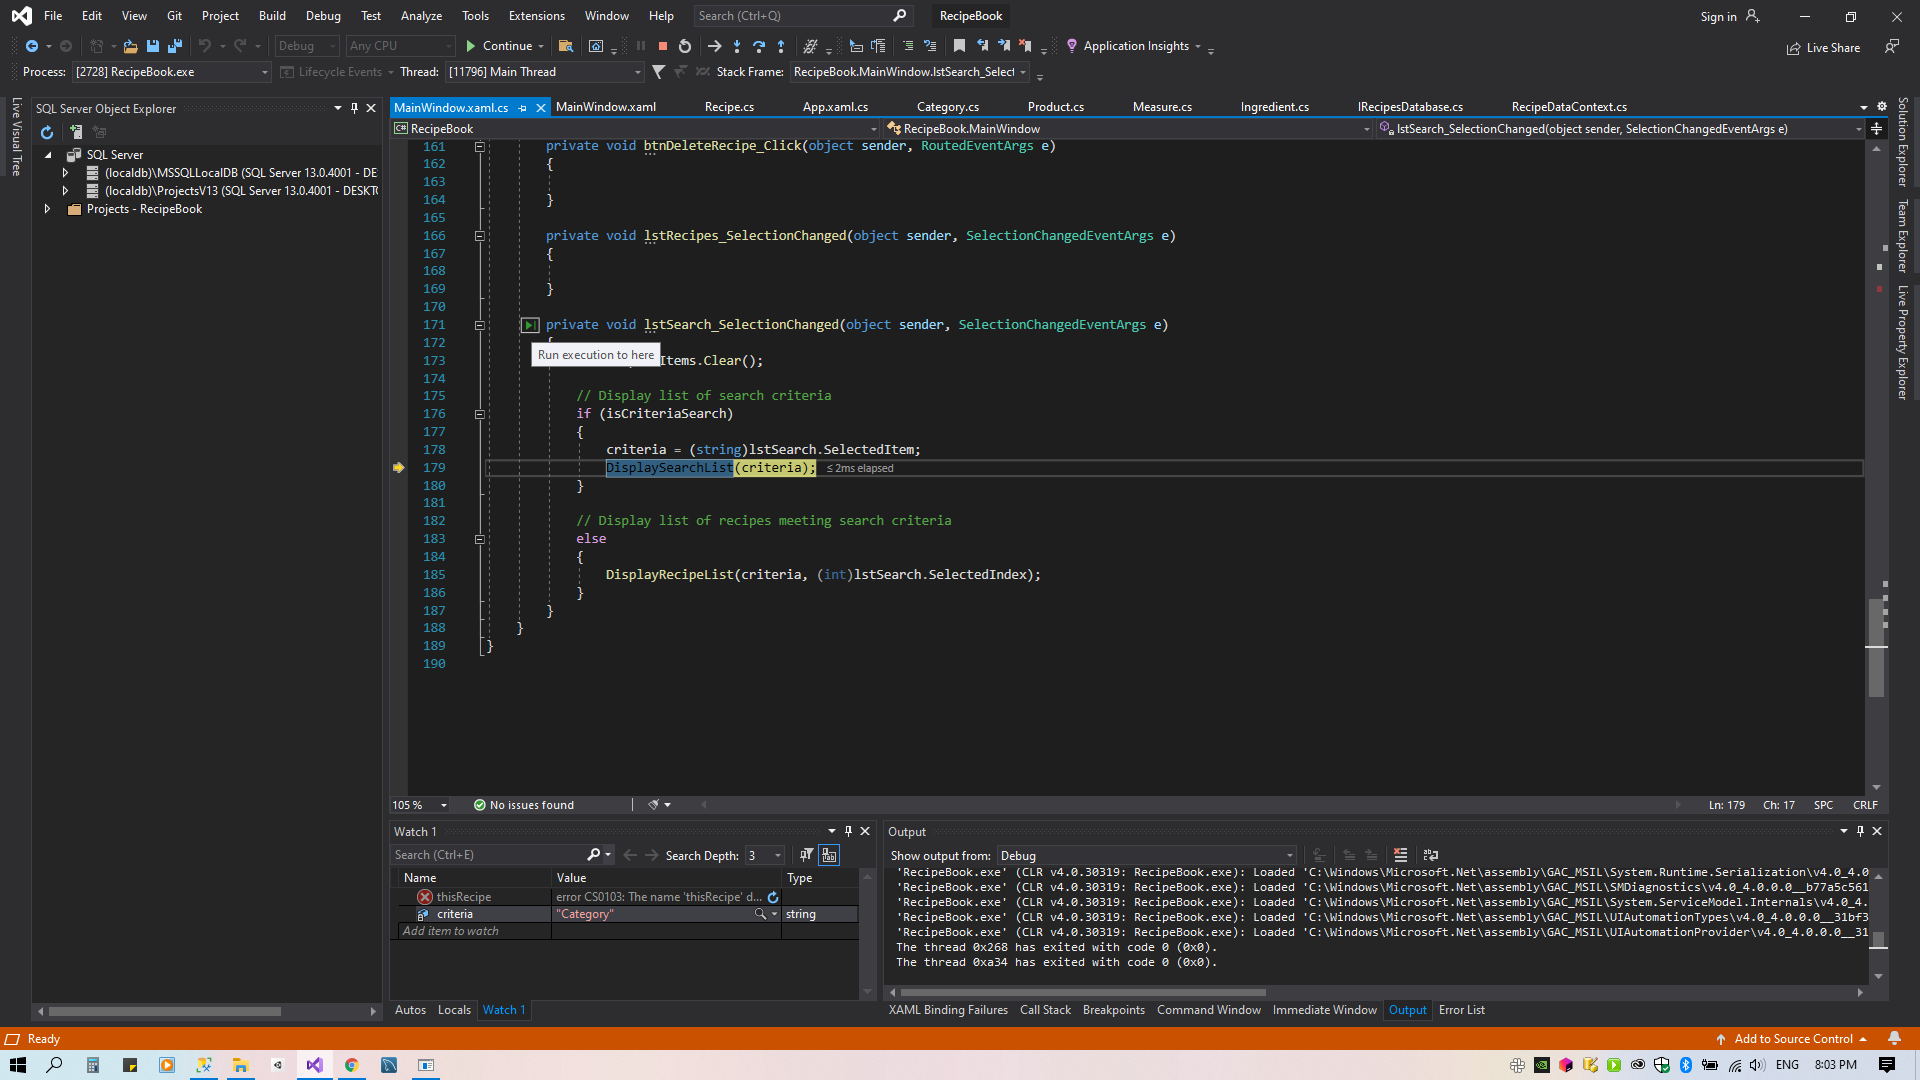 File Edit View Git Project Build Debug Test Analyze Tools Extensions Window Help Search (Ctrl+Q) RecipeBook Sign in
Debug Any CPU Continue Application Insights Live Share
Process: [2728] RecipeBook.exe Lifecycle Events Thread: [11796] Main Thread Stack Frame: RecipeBook.MainWindow.lstSearch_Select
Live Visual Tree
SQL Server Object Explorer
SQL Server
(localdb)\MSSQLLocalDB (SQL Server 13.0.4001 - DE
(localdb)\ProjectsV13 (SQL Server 13.0.4001 - DESKT
Projects - RecipeBook
MainWindow.xaml.cs MainWindow.xaml Recipe.cs App.xaml.cs Category.cs Product.cs Measure.cs Ingredient.cs IRecipesDatabase.cs RecipeDataContext.cs
C# RecipeBook RecipeBook.MainWindow lstSearch_SelectionChanged(object sender, SelectionChangedEventArgs e)
161 private void btnDeleteRecipe_Click(object sender, RoutedEventArgs e)
162 {
163
164 }
165
166 private void lstRecipes_SelectionChanged(object sender, SelectionChangedEventArgs e)
167 {
168
169 }
170
171 private void lstSearch_SelectionChanged(object sender, SelectionChangedEventArgs e)
172
Run execution to here
173 Items.Clear();
174
175 // Display list of search criteria
176 if (isCriteriaSearch)
177 {
178 criteria = (string)lstSearch.SelectedItem;
179 DisplaySearchList(criteria); ≤ 2ms elapsed
180 }
181
182 // Display list of recipes meeting search criteria
183 else
184 {
185 DisplayRecipeList(criteria, (int)lstSearch.SelectedIndex);
186 }
187 }
188 }
189 }
190
105 % No issues found Ln: 179 Ch: 17 SPC CRLF
Solution Explorer
Team Explorer
Live Property Explorer
Watch 1
Search (Ctrl+E) Search Depth: 3
Name Value Type
thisRecipe error CS0103: The name 'thisRecipe' d...
criteria "Category" string
Add item to watch
Autos Locals Watch 1
Output
Show output from: Debug
'RecipeBook.exe' (CLR v4.0.30319: RecipeBook.exe): Loaded 'C:\Windows\Microsoft.Net\assembly\GAC_MSIL\System.Runtime.Serialization\v4.0_4.0
'RecipeBook.exe' (CLR v4.0.30319: RecipeBook.exe): Loaded 'C:\Windows\Microsoft.Net\assembly\GAC_MSIL\SMDiagnostics\v4.0_4.0.0.0__b77a5c561
'RecipeBook.exe' (CLR v4.0.30319: RecipeBook.exe): Loaded 'C:\Windows\Microsoft.Net\assembly\GAC_MSIL\System.ServiceModel.Internals\v4.0_4.
'RecipeBook.exe' (CLR v4.0.30319: RecipeBook.exe): Loaded 'C:\Windows\Microsoft.Net\assembly\GAC_MSIL\UIAutomationTypes\v4.0_4.0.0.0__31bf3
'RecipeBook.exe' (CLR v4.0.30319: RecipeBook.exe): Loaded 'C:\Windows\Microsoft.Net\assembly\GAC_MSIL\UIAutomationProvider\v4.0_4.0.0.0__31
The thread 0x268 has exited with code 0 (0x0).
The thread 0xa34 has exited with code 0 (0x0).
XAML Binding Failures Call Stack Breakpoints Command Window Immediate Window Output Error List
Ready Add to Source Control
ENG 8:03 PM